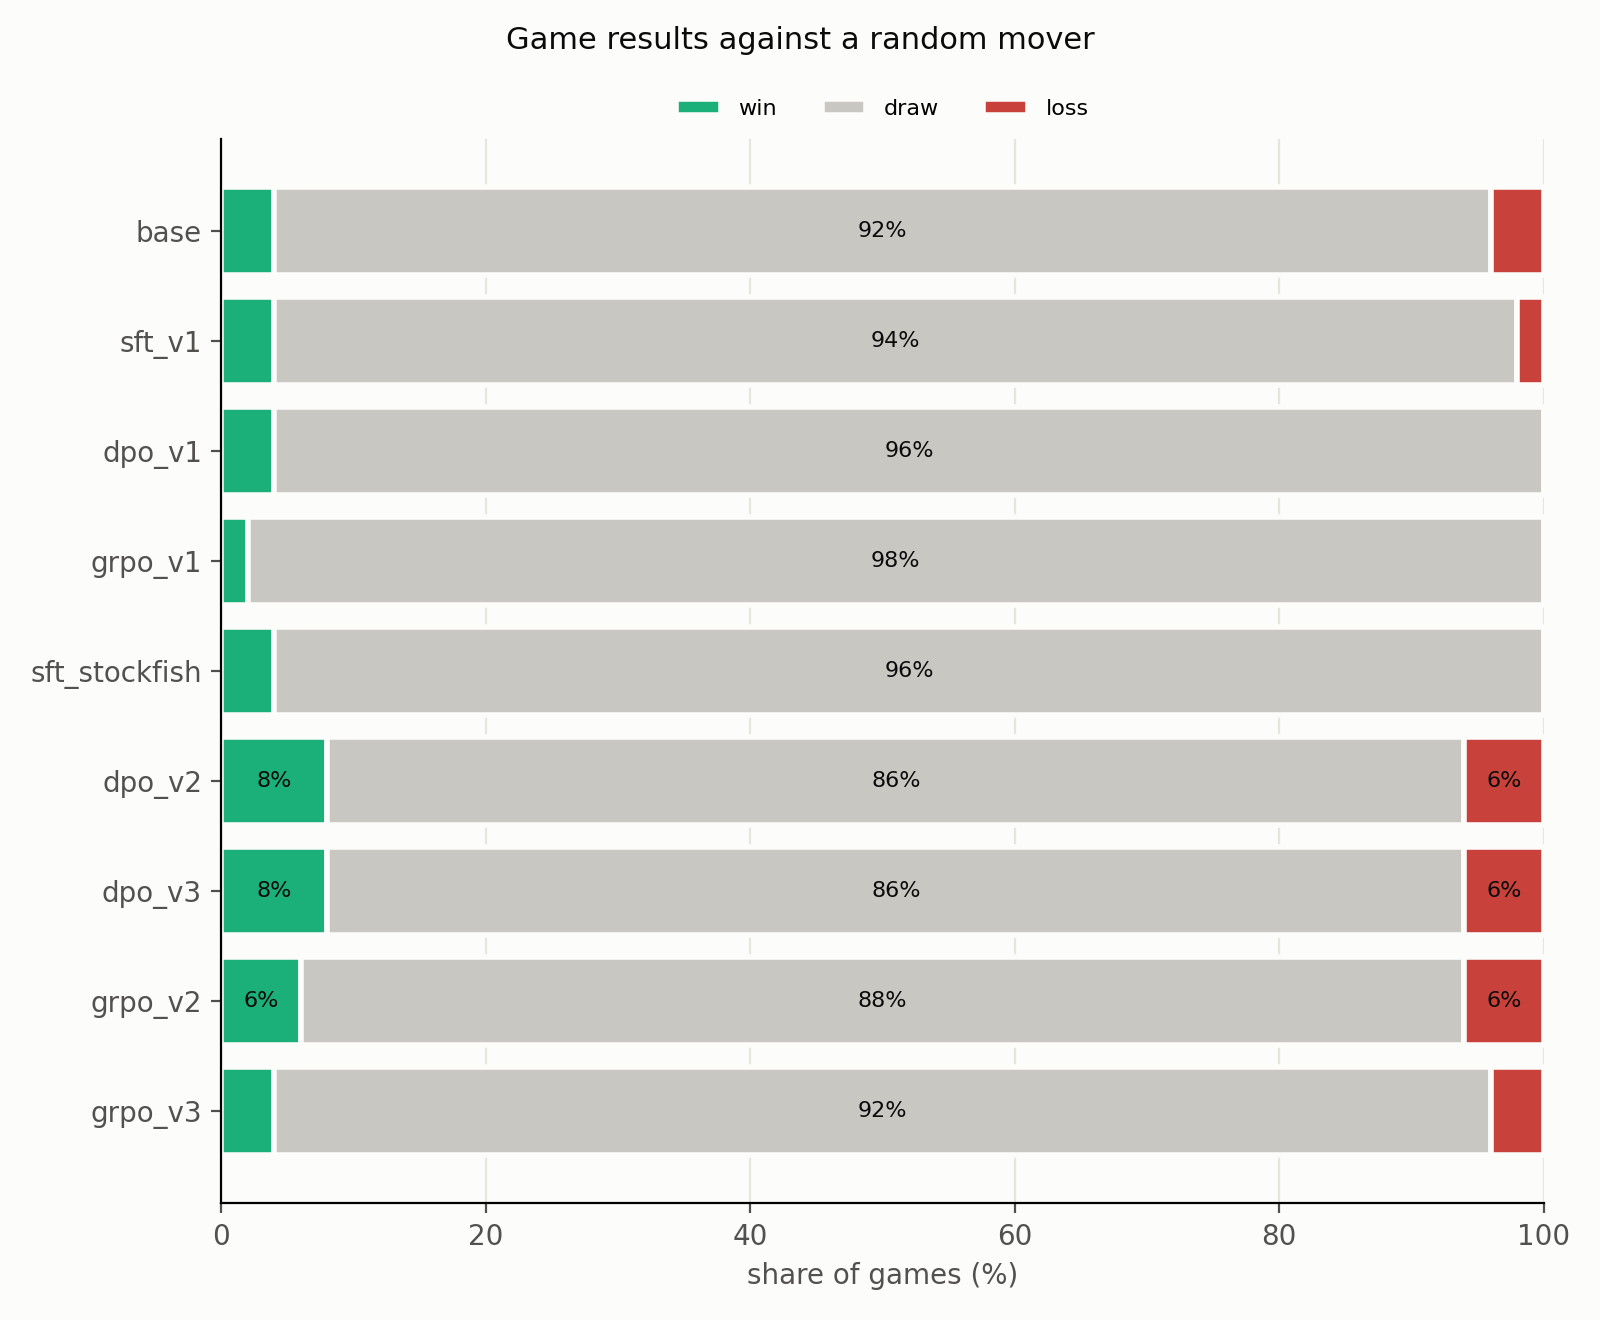 Game results against a random mover
win draw loss
base 92%
sft_v1 94%
dpo_v1 96%
grpo_v1 98%
sft_stockfish 96%
dpo_v2 8% 86% 6%
dpo_v3 8% 86% 6%
grpo_v2 6% 88% 6%
grpo_v3 92%
0 20 40 60 80 100
share of games (%)